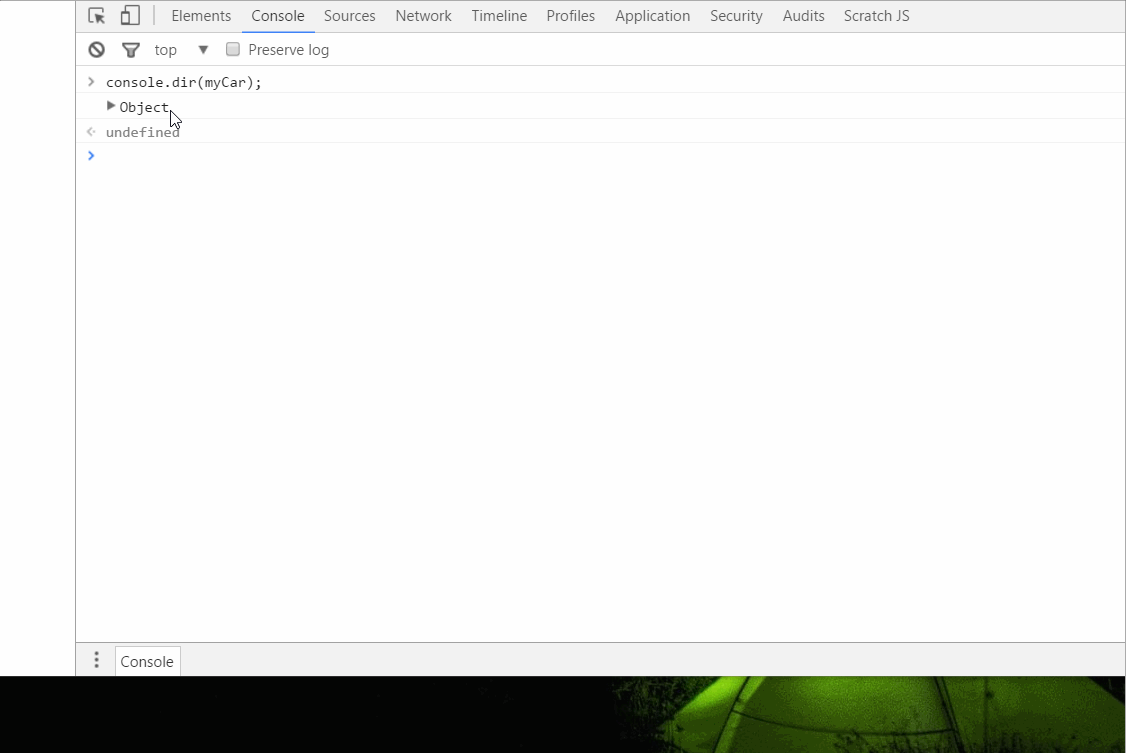 Elements Console Sources Network Timeline Profiles Application Security Audits Scratch JS
top Preserve log
console.dir(myCar);
Object
undefined
Console